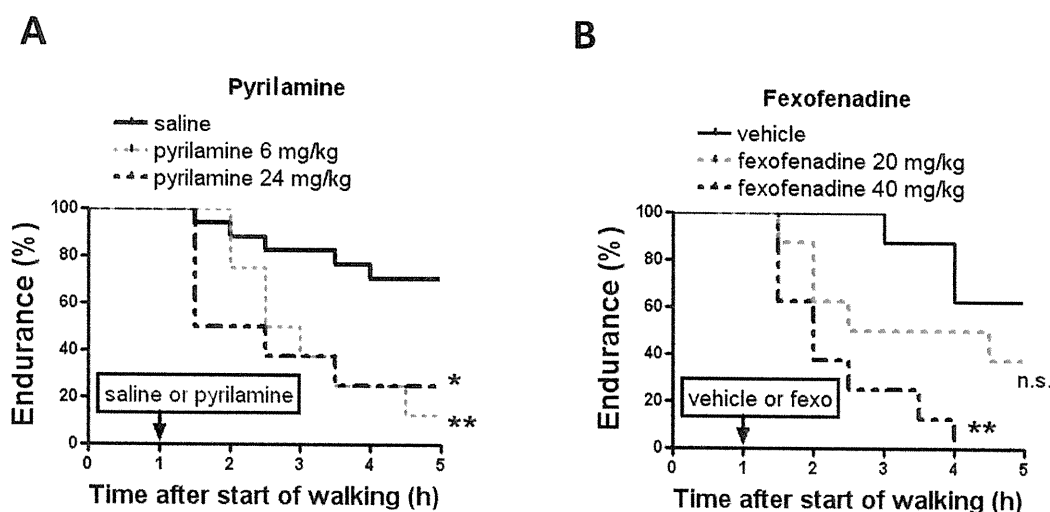 A
Pyrilamine
saline
pyrilamine 6 mg/kg
pyrilamine 24 mg/kg
Endurance (%)
100
80
60
40
20
0
saline or pyrilamine
*
**
0 1 2 3 4 5
Time after start of walking (h)
B
Fexofenadine
vehicle
fexofenadine 20 mg/kg
fexofenadine 40 mg/kg
Endurance (%)
100
80
60
40
20
0
vehicle or fexo
n.s.
**
0 1 2 3 4 5
Time after start of walking (h)